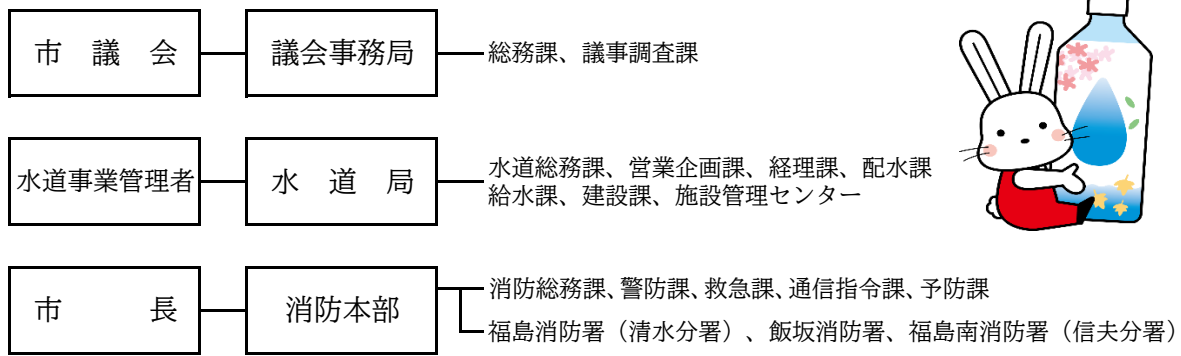 市議会 議会事務局 総務課、議事調査課
水道事業管理者 水道局 水道総務課、営業企画課、経理課、配水課
給水課、建設課、施設管理センター
市長 消防本部 消防総務課、警防課、救急課、通信指令課、予防課
福島消防署（清水分署）、飯坂消防署、福島南消防署（信夫分署）